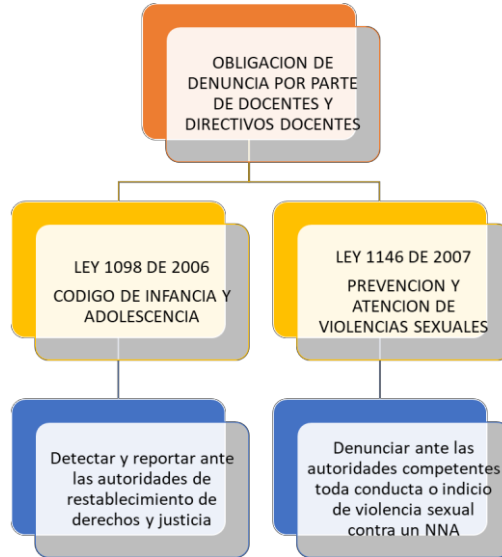 OBLIGACION DE
DENUNCIA POR PARTE
DE DOCENTES Y
DIRECTIVOS DOCENTES
LEY 1098 DE 2006
CODIGO DE INFANCIA Y
ADOLESCENCIA
LEY 1146 DE 2007
PREVENCION Y
ATENCION DE
VIOLENCIAS SEXUALES
Detectar y reportar ante
las autoridades de
restablecimiento de
derechos y justicia
Denunciar ante las
autoridades competentes
toda conducta o indicio
de violencia sexual
contra un NNA